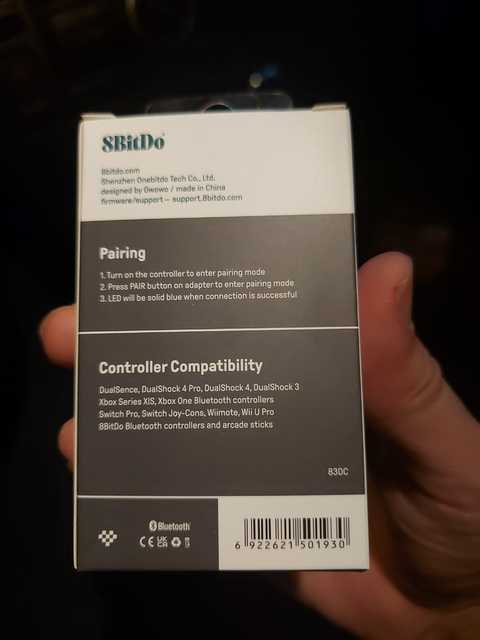 8BitDo
8bitdo.com
Shenzhen Onebitdo Tech Co., Ltd.
designed by Owowo / made in China
firmware/support – support.8bitdo.com
Pairing
1. Turn on the controller to enter pairing mode
2. Press PAIR button on adapter to enter pairing mode
3. LED will be solid blue when connection is successful
Controller Compatibility
DualSence, DualShock 4 Pro, DualShock 4, DualShock 3
Xbox Series X|S, Xbox One Bluetooth controllers
Switch Pro, Switch Joy-Cons, Wiimote, Wii U Pro
8BitDo Bluetooth controllers and arcade sticks
83DC
Bluetooth
CE UK CA
6 922621 501930